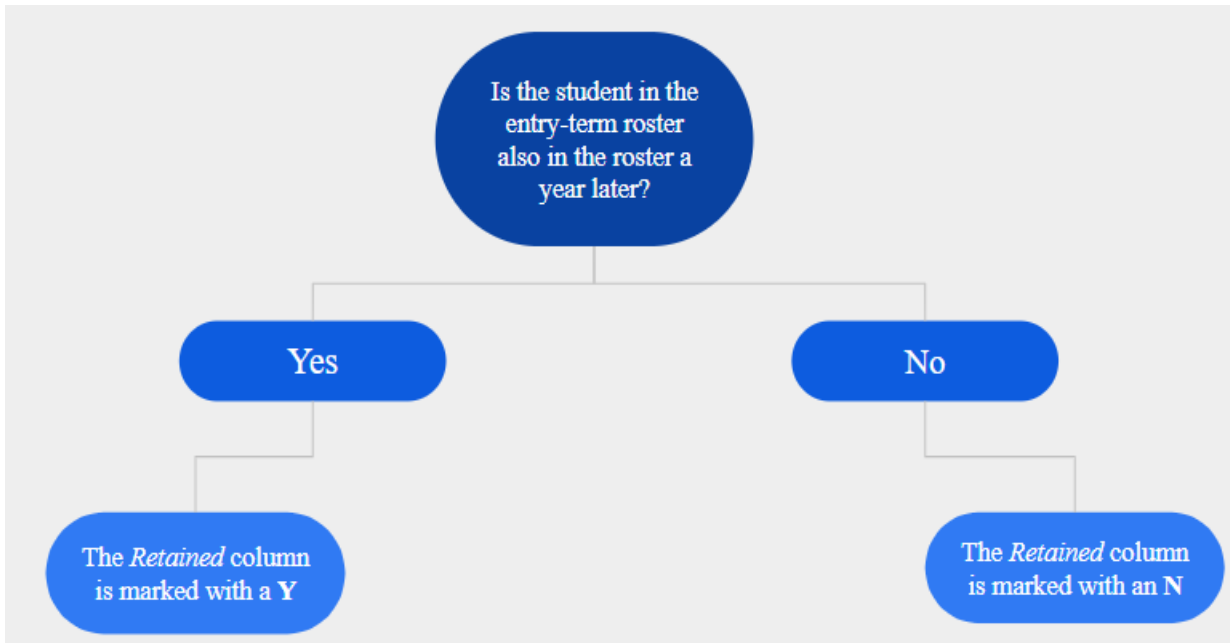 Is the student in the
entry-term roster
also in the roster a
year later?
Yes
No
The Retained column
is marked with a Y
The Retained column
is marked with an N